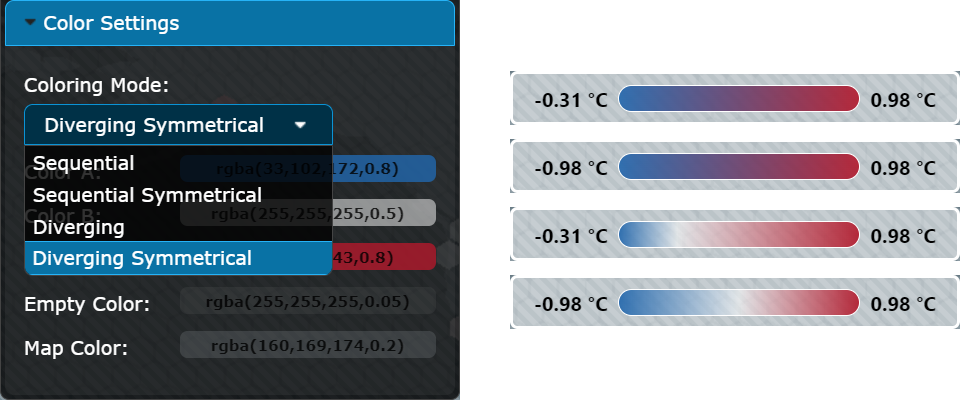 Color Settings
Coloring Mode:
Diverging Symmetrical
Sequential
Sequential Symmetrical
Diverging
Diverging Symmetrical
Color A:
rgba(33,102,172,0.8)
Color B:
rgba(255,255,255,0.5)
43,0.8)
Empty Color:
rgba(255,255,255,0.05)
Map Color:
rgba(160,169,174,0.2)
-0.31 °C 0.98 °C
-0.98 °C 0.98 °C
-0.31 °C 0.98 °C
-0.98 °C 0.98 °C